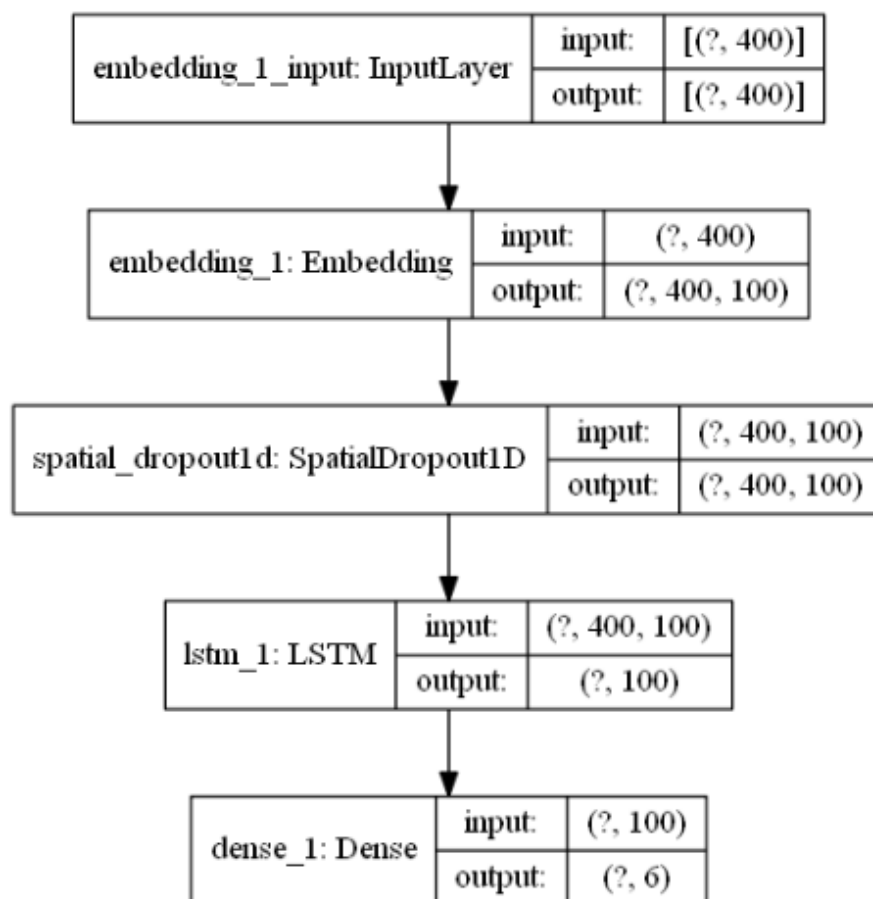 embedding_1_input: InputLayer
input: [(?, 400)]
output: [(?, 400)]
embedding_1: Embedding
input: (?, 400)
output: (?, 400, 100)
spatial_dropout1d: SpatialDropout1D
input: (?, 400, 100)
output: (?, 400, 100)
lstm_1: LSTM
input: (?, 400, 100)
output: (?, 100)
dense_1: Dense
input: (?, 100)
output: (?, 6)